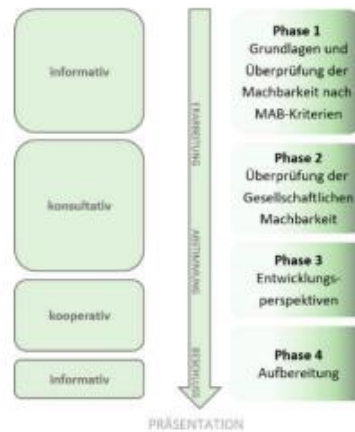 informativ
konsultativ
kooperativ
informativ
ERARBEITUNG
ABSTIMMUNG
BESCHLUSS
PRÄSENTATION
Phase 1
Grundlagen und
Überprüfung der
Machbarkeit nach
MAB-Kriterien
Phase 2
Überprüfung der
Gesellschaftlichen
Machbarkeit
Phase 3
Entwicklungs-
perspektiven
Phase 4
Aufbereitung